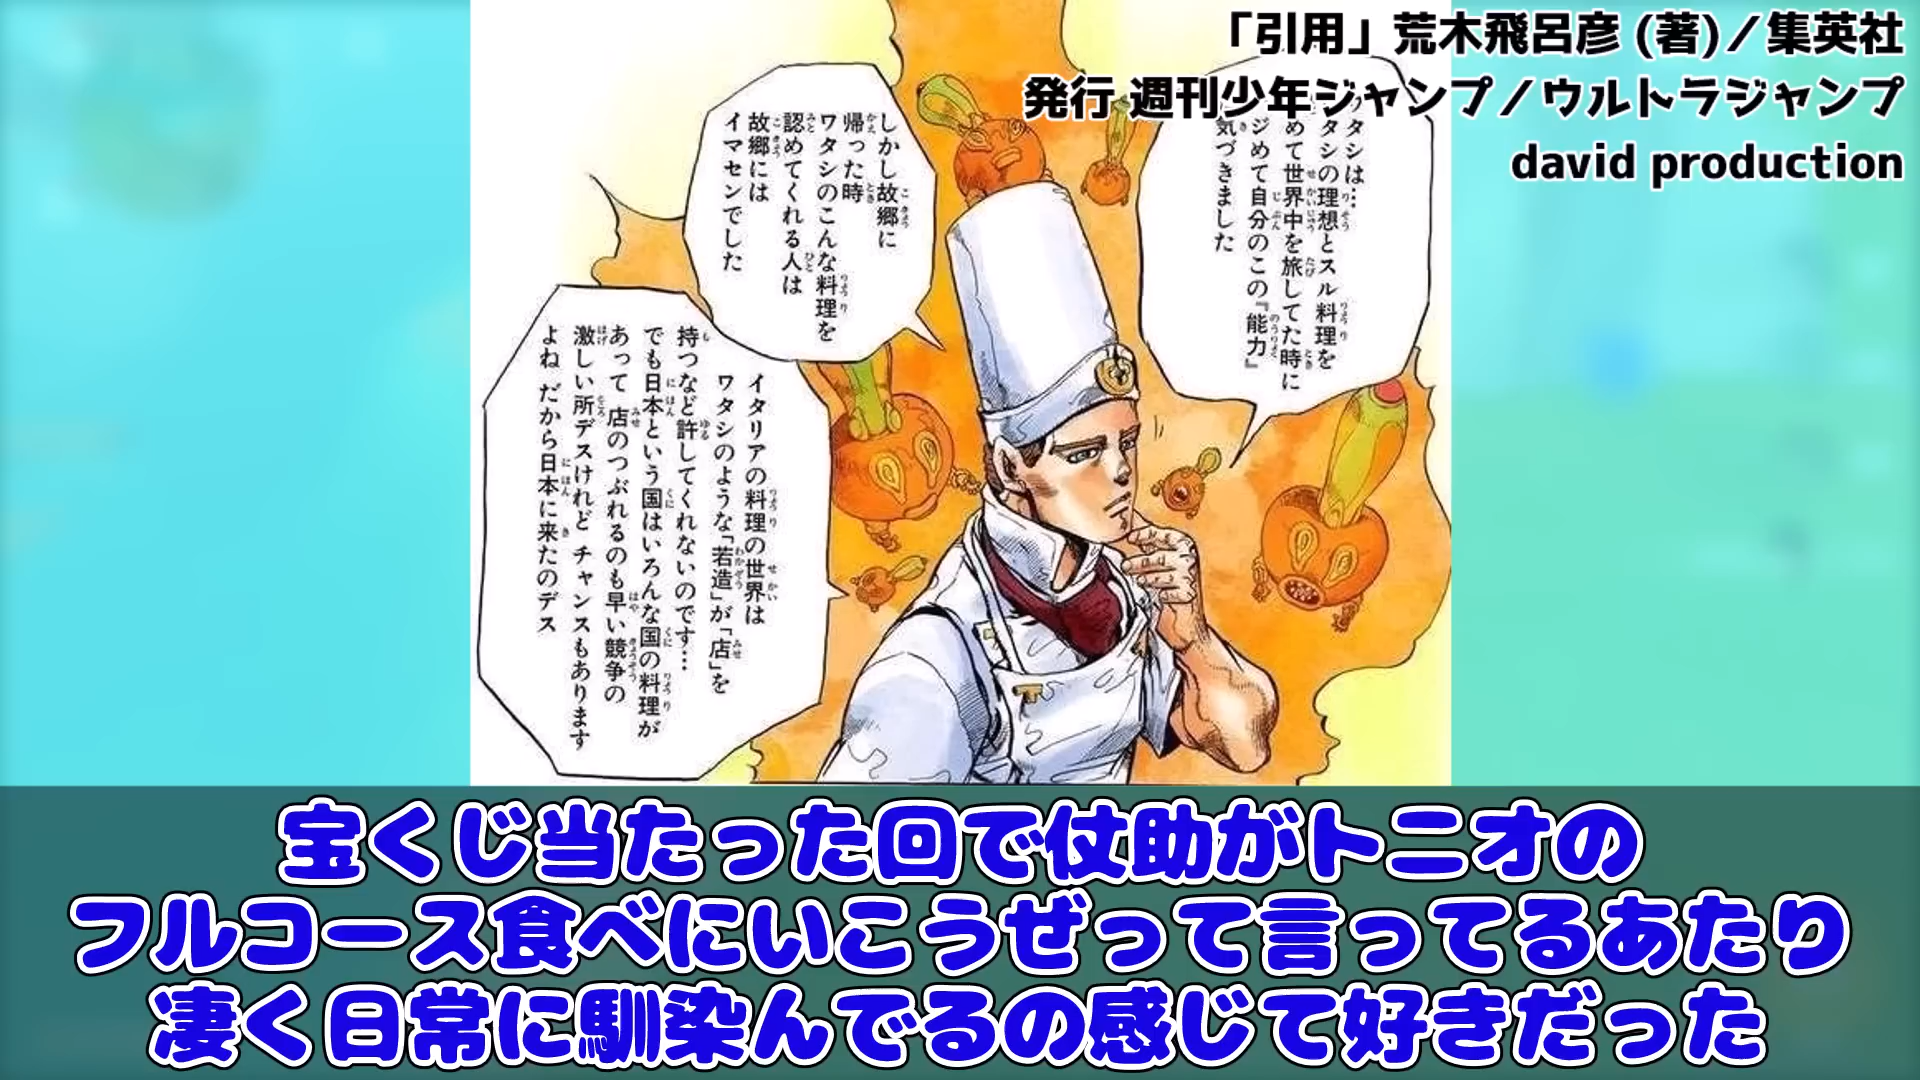 「引用」荒木飛呂彦 (著)／集英社
発行 週刊少年ジャンプ／ウルトラジャンプ
david production
タシは…
タシの理想とスル料理を
めて世界中を旅してた時に
ジめて自分のこの『能力』
気づきました
しかし故郷に
帰った時
ワタシのこんな料理を
認めてくれる人は
故郷には
イマセンでした
イタリアの料理の世界は
ワタシのような「若造」が「店」を
持つなど許してくれないのです…
でも日本という国はいろんな国の料理が
あって 店のつぶれるのも早い競争の
激しい所デスけれど チャンスもあります
よね だから日本に来たのデス
宝くじ当たった回で仗助がトニオの
フルコース食べにいこうぜって言ってるあたり
凄く日常に馴染んでるの感じて好きだった